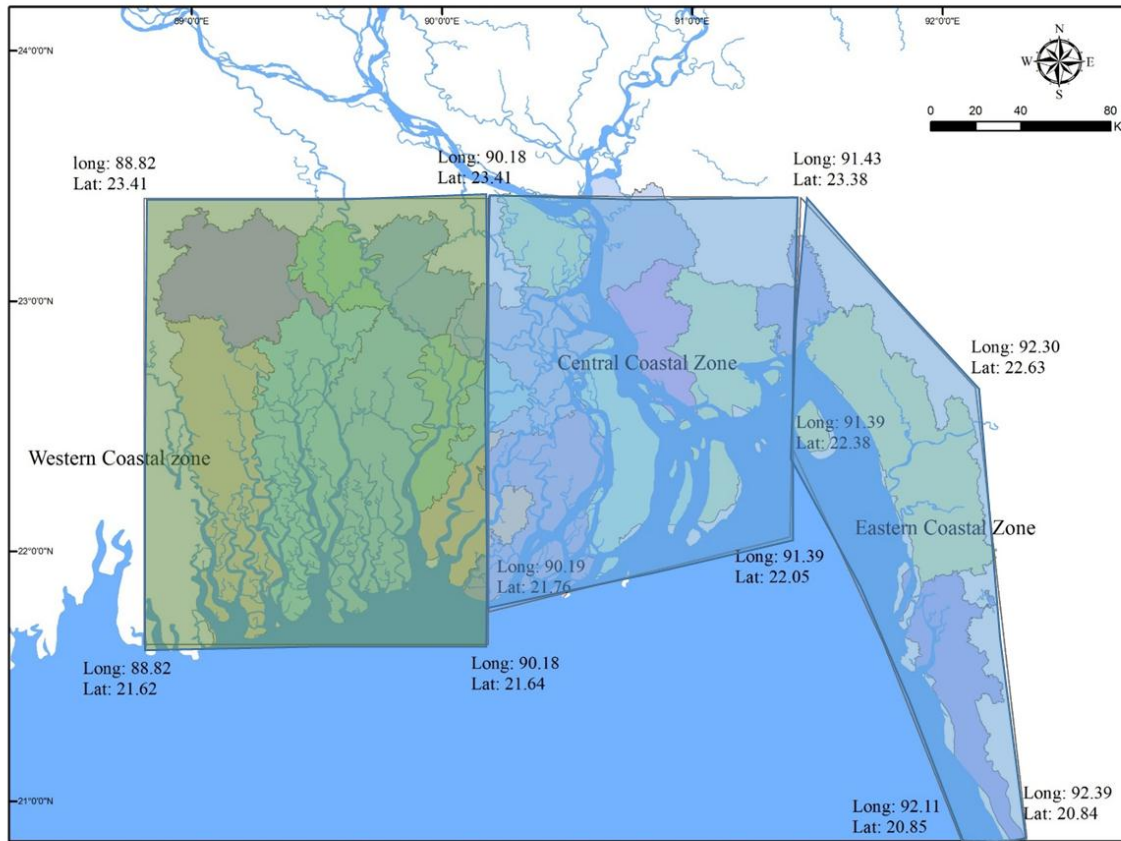 89°0'0"E
90°0'0"E
91°0'0"E
92°0'0"E
24°0'0"N
N
W
E
S
0 20 40 80
K
long: 88.82
Lat: 23.41
Long: 90.18
Lat: 23.41
Long: 91.43
Lat: 23.38
23°0'0"N
Central Coastal Zone
Long: 92.30
Lat: 22.63
Long: 91.39
Lat: 22.38
Western Coastal zone
Eastern Coastal Zone
22°0'0"N
Long: 90.19
Lat: 21.76
Long: 91.39
Lat: 22.05
Long: 88.82
Lat: 21.62
Long: 90.18
Lat: 21.64
21°0'0"N
Long: 92.11
Lat: 20.85
Long: 92.39
Lat: 20.84